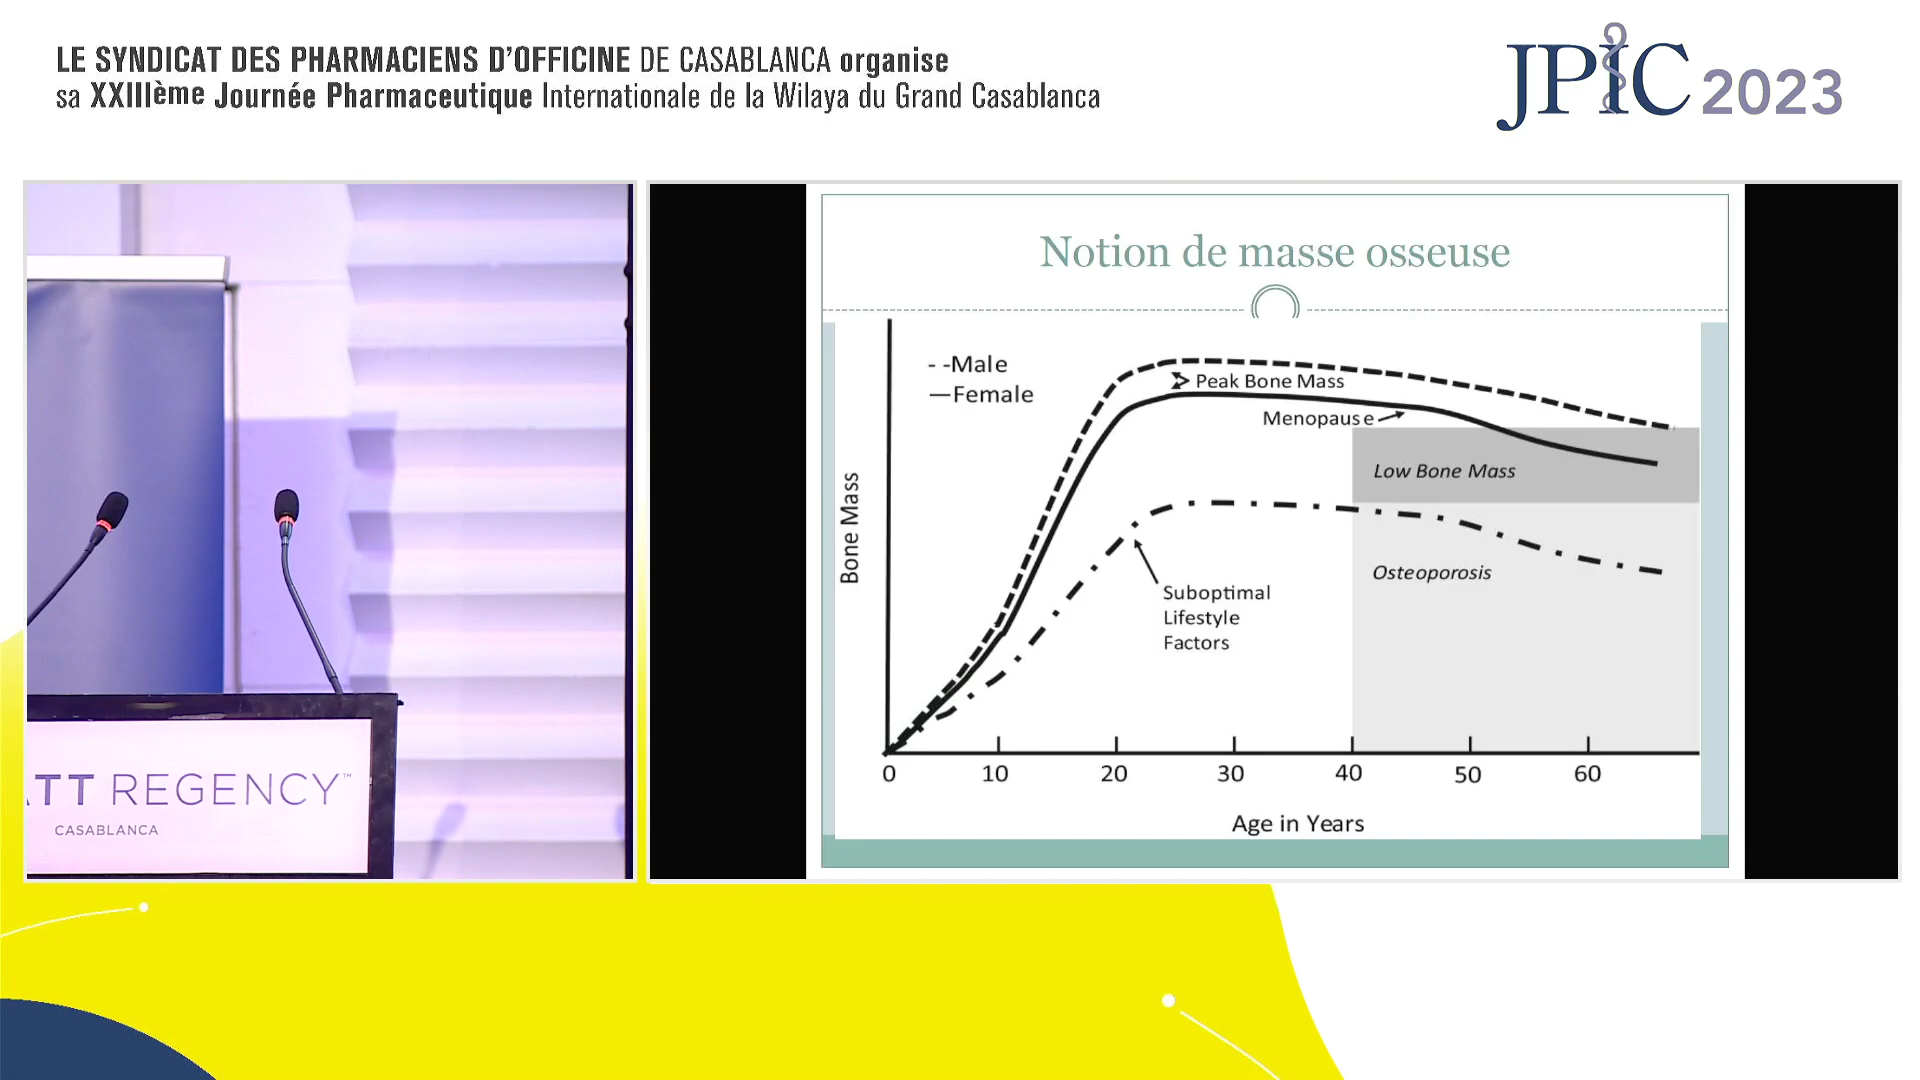 LE SYNDICAT DES PHARMACIENS D'OFFICINE DE CASABLANCA organise
sa XXIIIème Journée Pharmaceutique Internationale de la Wilaya du Grand Casablanca
JPIC 2023
TT REGENCY™
CASABLANCA
Notion de masse osseuse
- -Male
—Female
Peak Bone Mass
Menopause
Low Bone Mass
Osteoporosis
Suboptimal
Lifestyle
Factors
Bone Mass
0 10 20 30 40 50 60
Age in Years